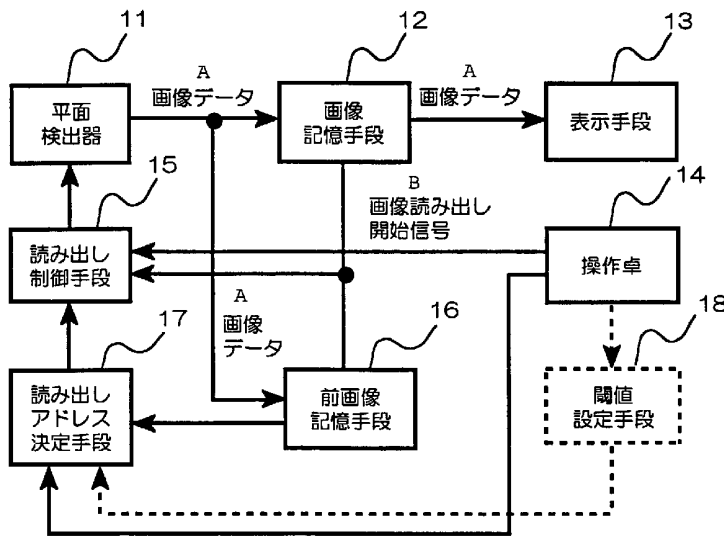 11
12
13
A
画像データ
A
画像データ
平面
検出器
画像
記憶手段
表示手段
15
B
画像読み出し
開始信号
14
読み出し
制御手段
操作卓
17
A
画像
データ
16
18
読み出し
アドレス
決定手段
前画像
記憶手段
閾値
設定手段